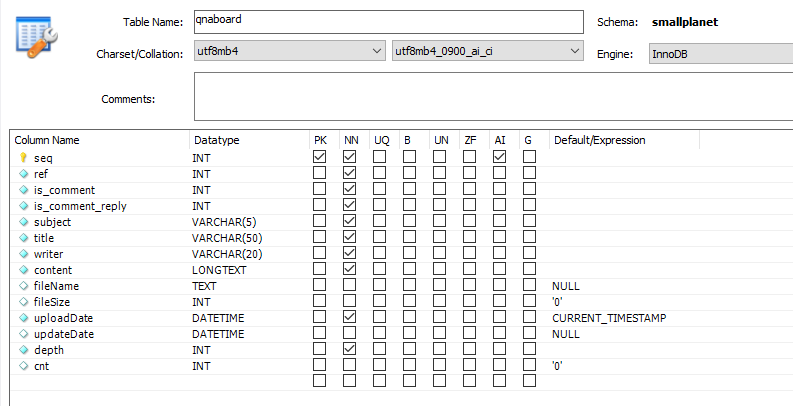 Table Name: qnaboard Schema: smallplanet
Charset/Collation: utf8mb4 utf8mb4_0900_ai_ci Engine: InnoDB
Comments:
Column Name Datatype PK NN UQ B UN ZF AI G Default/Expression
seq INT
ref INT
is_comment INT
is_comment_reply INT
subject VARCHAR(5)
title VARCHAR(50)
writer VARCHAR(20)
content LONGTEXT
fileName TEXT NULL
fileSize INT '0'
uploadDate DATETIME CURRENT_TIMESTAMP
updateDate DATETIME NULL
depth INT
cnt INT '0'